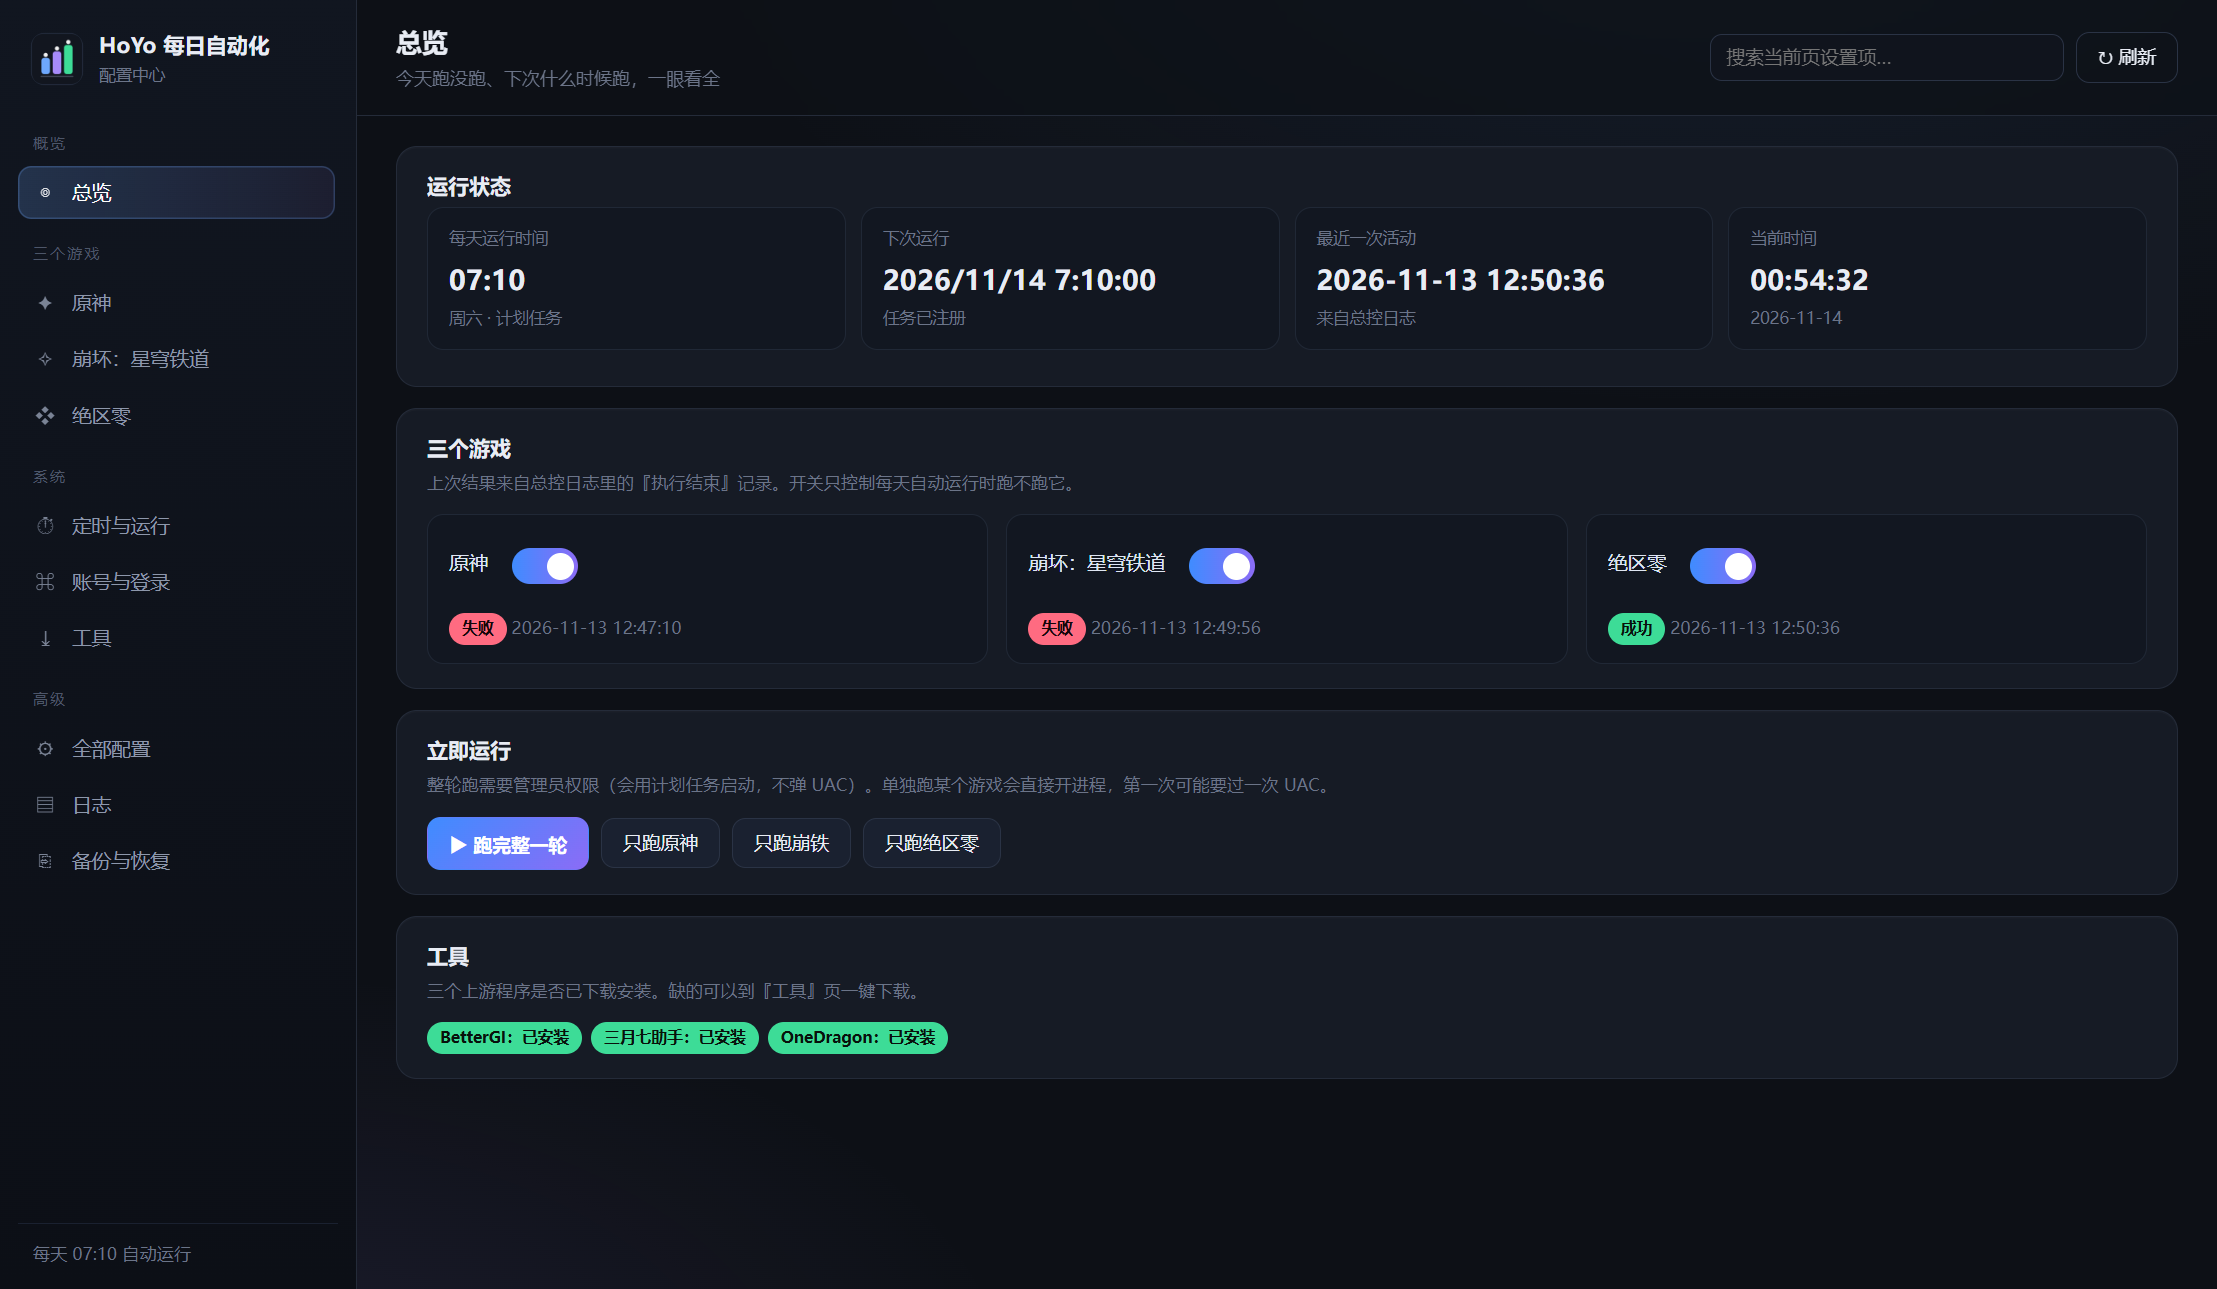 HoYo 每日自动化
配置中心
概览
总览
三个游戏
原神
崩坏：星穹铁道
绝区零
系统
定时与运行
账号与登录
工具
高级
全部配置
日志
备份与恢复
每天 07:10 自动运行
总览
今天跑没跑、下次什么时候跑，一眼看全
搜索当前页设置项...
↻ 刷新
运行状态
每天运行时间
07:10
周六 · 计划任务
下次运行
2026/11/14 7:10:00
任务已注册
最近一次活动
2026-11-13 12:50:36
来自总控日志
当前时间
00:54:32
2026-11-14
三个游戏
上次结果来自总控日志里的『执行结束』记录。开关只控制每天自动运行时跑不跑它。
原神
失败 2026-11-13 12:47:10
崩坏：星穹铁道
失败 2026-11-13 12:49:56
绝区零
成功 2026-11-13 12:50:36
立即运行
整轮跑需要管理员权限（会用计划任务启动，不弹 UAC）。单独跑某个游戏会直接开进程，第一次可能要过一次 UAC。
▶ 跑完整一轮
只跑原神
只跑崩铁
只跑绝区零
工具
三个上游程序是否已下载安装。缺的可以到『工具』页一键下载。
BetterGI：已安装
三月七助手：已安装
OneDragon：已安装